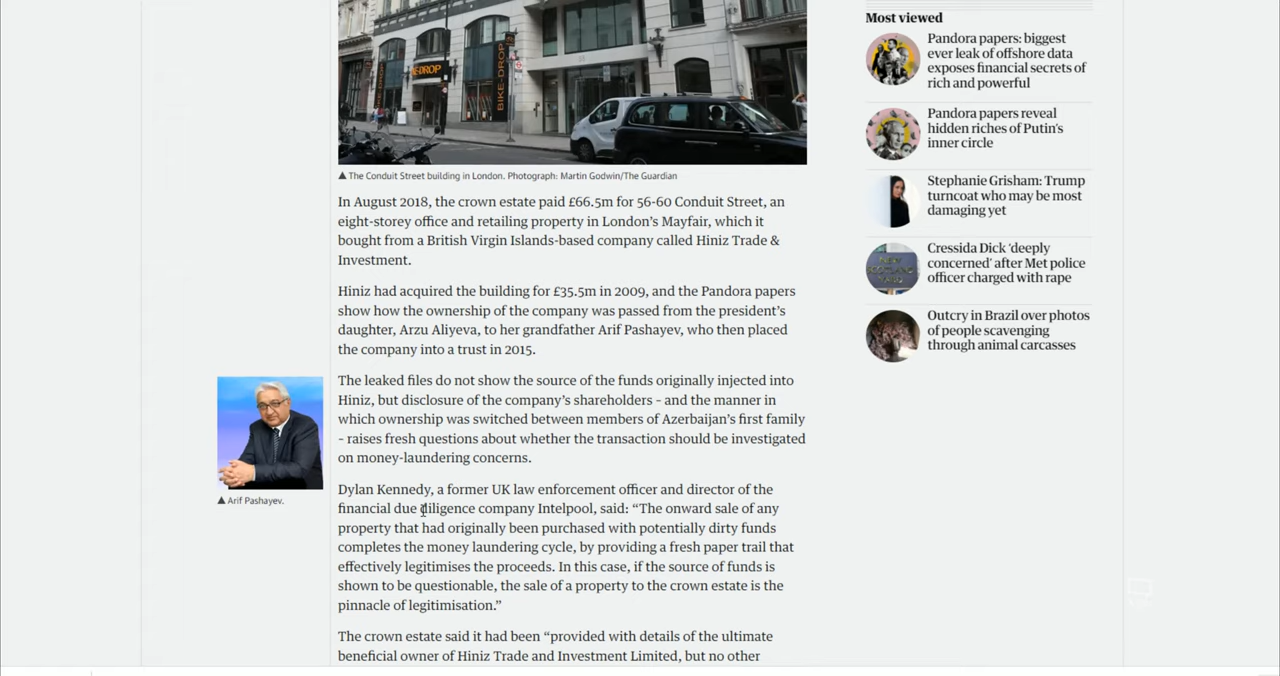 BIKE-DROP
BIKE-DROP
▲ The Conduit Street building in London. Photograph: Martin Godwin/The Guardian
In August 2018, the crown estate paid £66.5m for 56-60 Conduit Street, an
eight-storey office and retailing property in London’s Mayfair, which it
bought from a British Virgin Islands-based company called Hiniz Trade &
Investment.
Hiniz had acquired the building for £35.5m in 2009, and the Pandora papers
show how the ownership of the company was passed from the president’s
daughter, Arzu Aliyeva, to her grandfather Arif Pashayev, who then placed
the company into a trust in 2015.
The leaked files do not show the source of the funds originally injected into
Hiniz, but disclosure of the company’s shareholders – and the manner in
which ownership was switched between members of Azerbaijan’s first family
– raises fresh questions about whether the transaction should be investigated
on money-laundering concerns.
▲ Arif Pashayev.
Dylan Kennedy, a former UK law enforcement officer and director of the
financial due diligence company Intelpool, said: “The onward sale of any
property that had originally been purchased with potentially dirty funds
completes the money laundering cycle, by providing a fresh paper trail that
effectively legitimises the proceeds. In this case, if the source of funds is
shown to be questionable, the sale of a property to the crown estate is the
pinnacle of legitimisation.”
The crown estate said it had been “provided with details of the ultimate
beneficial owner of Hiniz Trade and Investment Limited, but no other
Most viewed
Pandora papers: biggest
ever leak of offshore data
exposes financial secrets of
rich and powerful
Pandora papers reveal
hidden riches of Putin’s
inner circle
Stephanie Grisham: Trump
turncoat who may be most
damaging yet
Cressida Dick ‘deeply
concerned’ after Met police
officer charged with rape
Outcry in Brazil over photos
of people scavenging
through animal carcasses